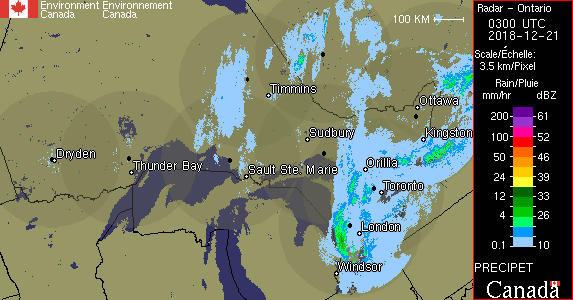 Environment Environnement
Canada Canada
100 KM
Timmins
Ottawa
Sudbury
Kingston
Dryden
Thunder Bay
Sault Ste. Marie
Orillia
Toronto
London
Windsor
Radar - Ontario
0300 UTC
2018-12-21
Scale/Échelle:
3.5 km/Pixel
Rain/Pluie
mm/hr dBZ
200 61
100 52
50 46
24 39
12 33
4 26
0.1 10
PRECIPET
Canada